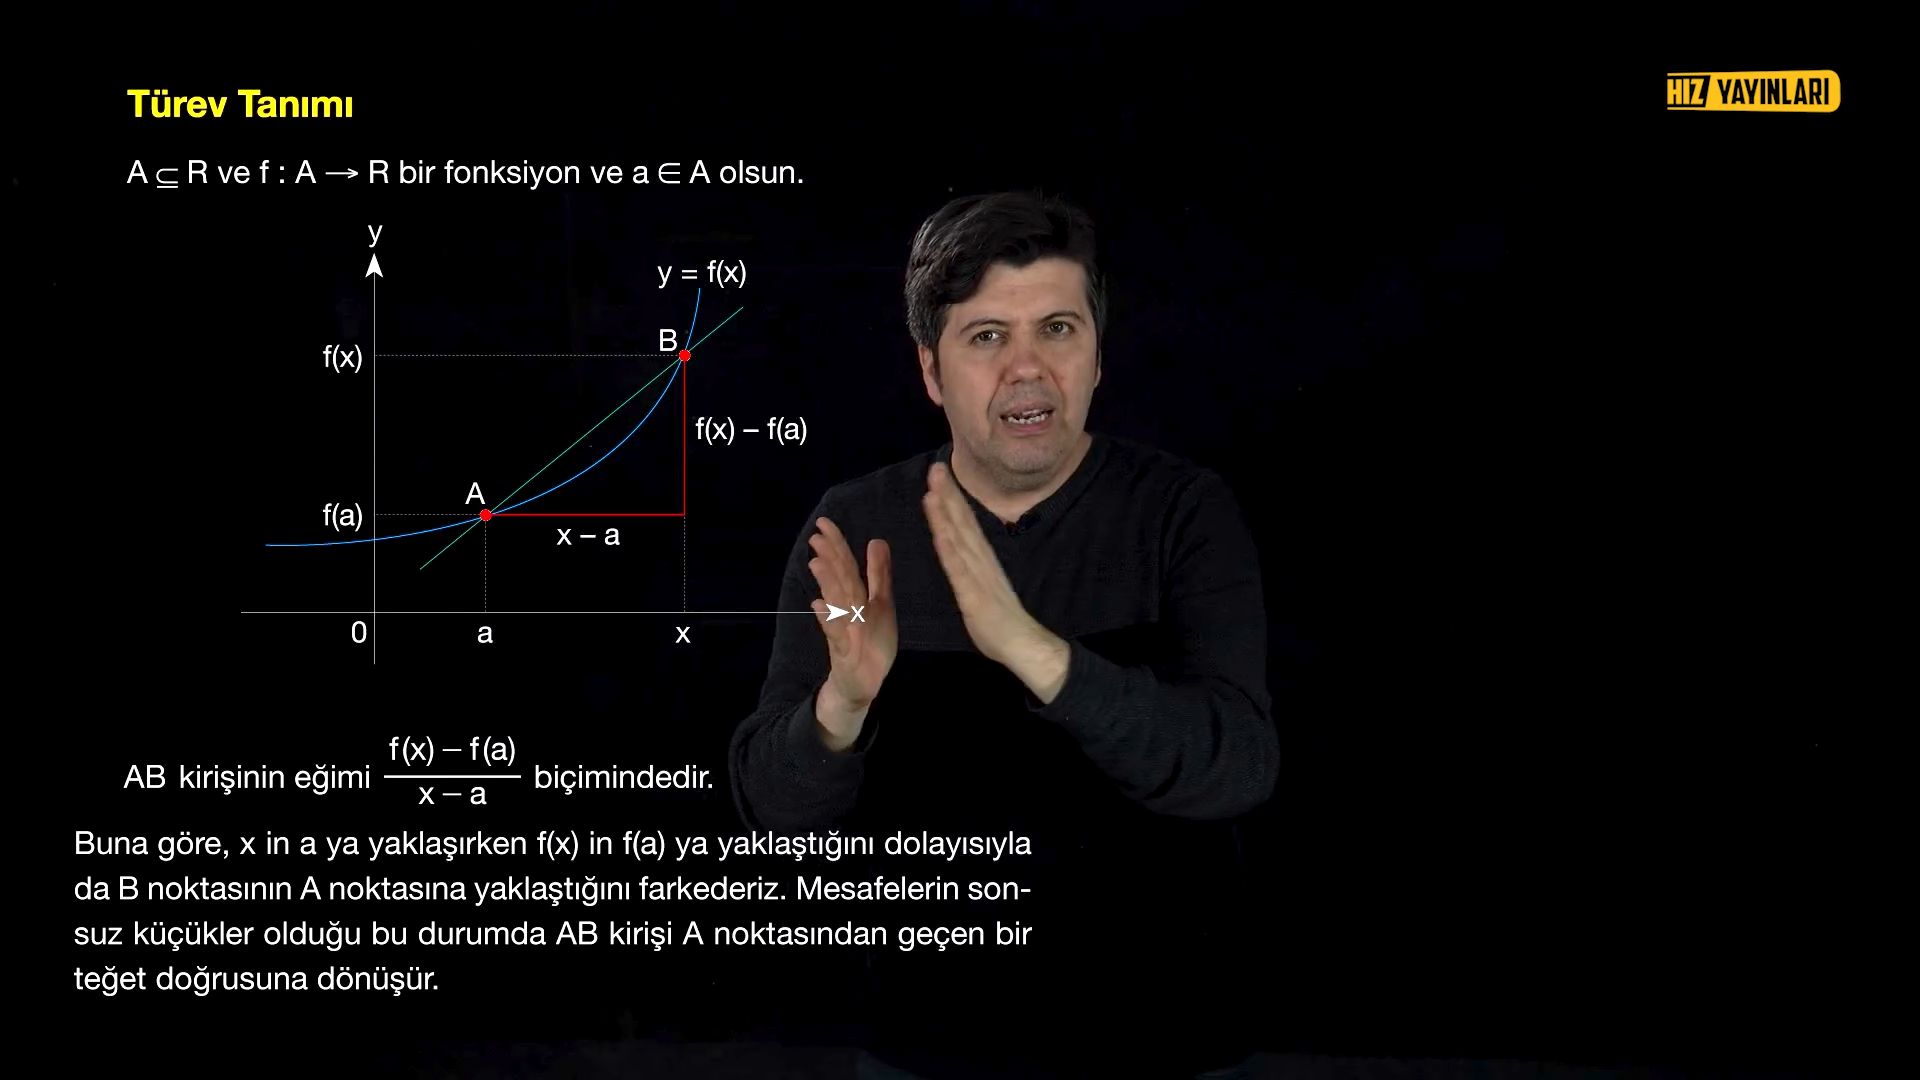 Türev Tanımı
HIZ YAYINLARI
A ⊆ R ve f : A → R bir fonksiyon ve a ∈ A olsun.
y
y = f(x)
B
f(x)
f(x) – f(a)
A
f(a)
x – a
x
0
a
x
f(x) – f(a)
AB kirişinin eğimi biçimindedir.
x – a
Buna göre, x in a ya yaklaşırken f(x) in f(a) ya yaklaştığını dolayısıyla
da B noktasının A noktasına yaklaştığını farkederiz. Mesafelerin son-
suz küçükler olduğu bu durumda AB kirişi A noktasından geçen bir
teğet doğrusuna dönüşür.